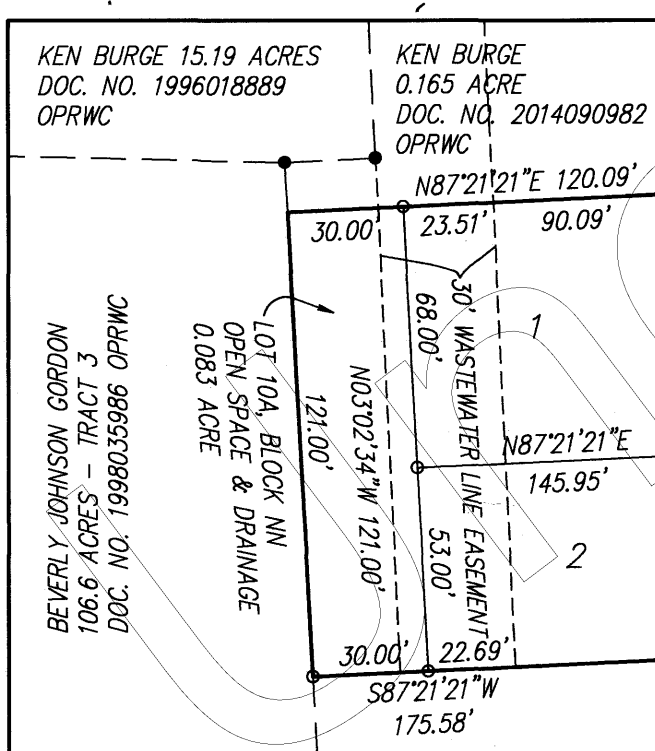 KEN BURGE 15.19 ACRES
DOC. NO. 1996018889
OPRWC
KEN BURGE
0.165 ACRE
DOC. NO. 2014090982
OPRWC
N87°21'21"E 120.09'
30.00'
23.51'
90.09'
30' WASTEWATER LINE EASEMENT
68.00'
1
LOT 10A, BLOCK NN
OPEN SPACE & DRAINAGE
0.083 ACRE
121.00'
N03°02'34"W 121.00'
BEVERLY JOHNSON GORDON
106.6 ACRES - TRACT 3
DOC. NO. 1998035986 OPRWC
N87°21'21"E
145.95'
53.00'
2
30.00'
22.69'
S87°21'21"W
175.58'